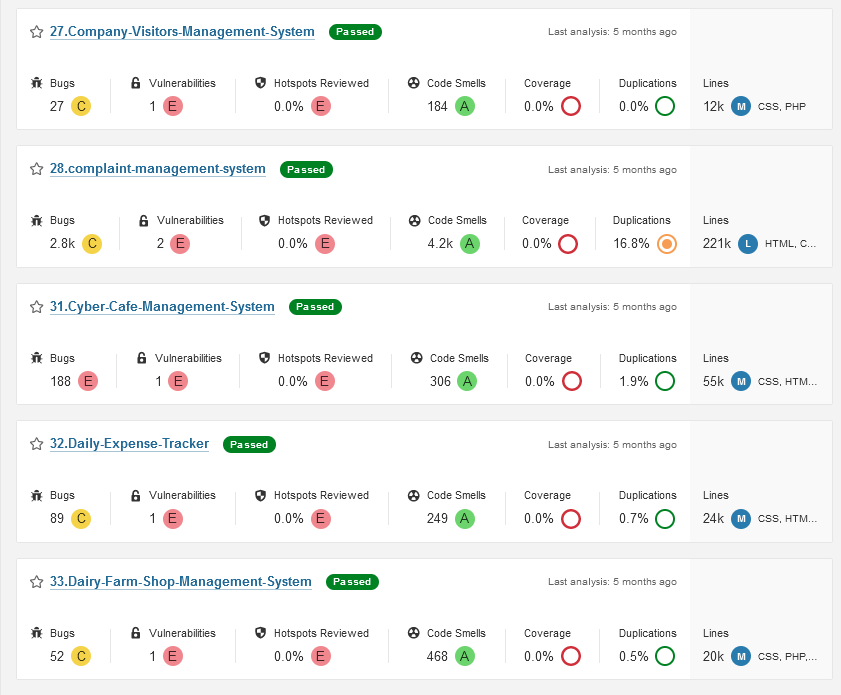 27.Company-Visitors-Management-System Passed Last analysis: 5 months ago
Bugs Vulnerabilities Hotspots Reviewed Code Smells Coverage Duplications Lines
27 C 1 E 0.0% E 184 A 0.0% 0.0% 12k M CSS, PHP
28.complaint-management-system Passed Last analysis: 5 months ago
Bugs Vulnerabilities Hotspots Reviewed Code Smells Coverage Duplications Lines
2.8k C 2 E 0.0% E 4.2k A 0.0% 16.8% 221k L HTML, C...
31.Cyber-Cafe-Management-System Passed Last analysis: 5 months ago
Bugs Vulnerabilities Hotspots Reviewed Code Smells Coverage Duplications Lines
188 E 1 E 0.0% E 306 A 0.0% 1.9% 55k M CSS, HTM...
32.Daily-Expense-Tracker Passed Last analysis: 5 months ago
Bugs Vulnerabilities Hotspots Reviewed Code Smells Coverage Duplications Lines
89 C 1 E 0.0% E 249 A 0.0% 0.7% 24k M CSS, HTM...
33.Dairy-Farm-Shop-Management-System Passed Last analysis: 5 months ago
Bugs Vulnerabilities Hotspots Reviewed Code Smells Coverage Duplications Lines
52 C 1 E 0.0% E 468 A 0.0% 0.5% 20k M CSS, PHP,...